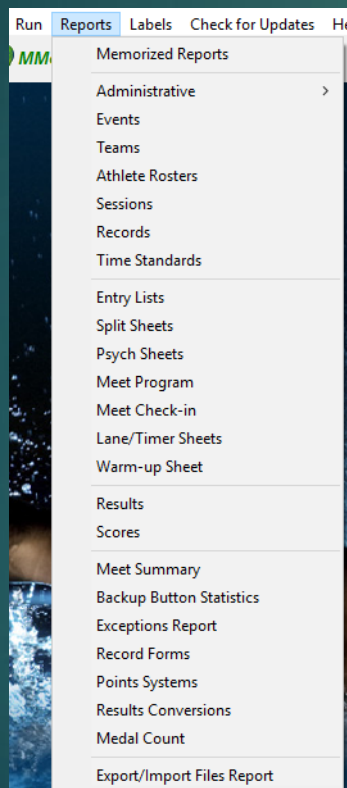 Run Reports Labels Check for Updates
MM
Memorized Reports
Administrative
Events
Teams
Athlete Rosters
Sessions
Records
Time Standards
Entry Lists
Split Sheets
Psych Sheets
Meet Program
Meet Check-in
Lane/Timer Sheets
Warm-up Sheet
Results
Scores
Meet Summary
Backup Button Statistics
Exceptions Report
Record Forms
Points Systems
Results Conversions
Medal Count
Export/Import Files Report